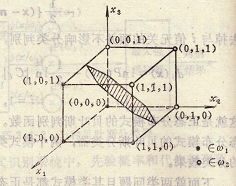 x₃
(0,0,1)
(0,1,1)
(1,0,1)
(1,1,1)
(0,0,0)
x₂
(0,1,0)
(1,0,0)
(1,1,0)
x₁
• ∈ω₁
○ ∈ω₂